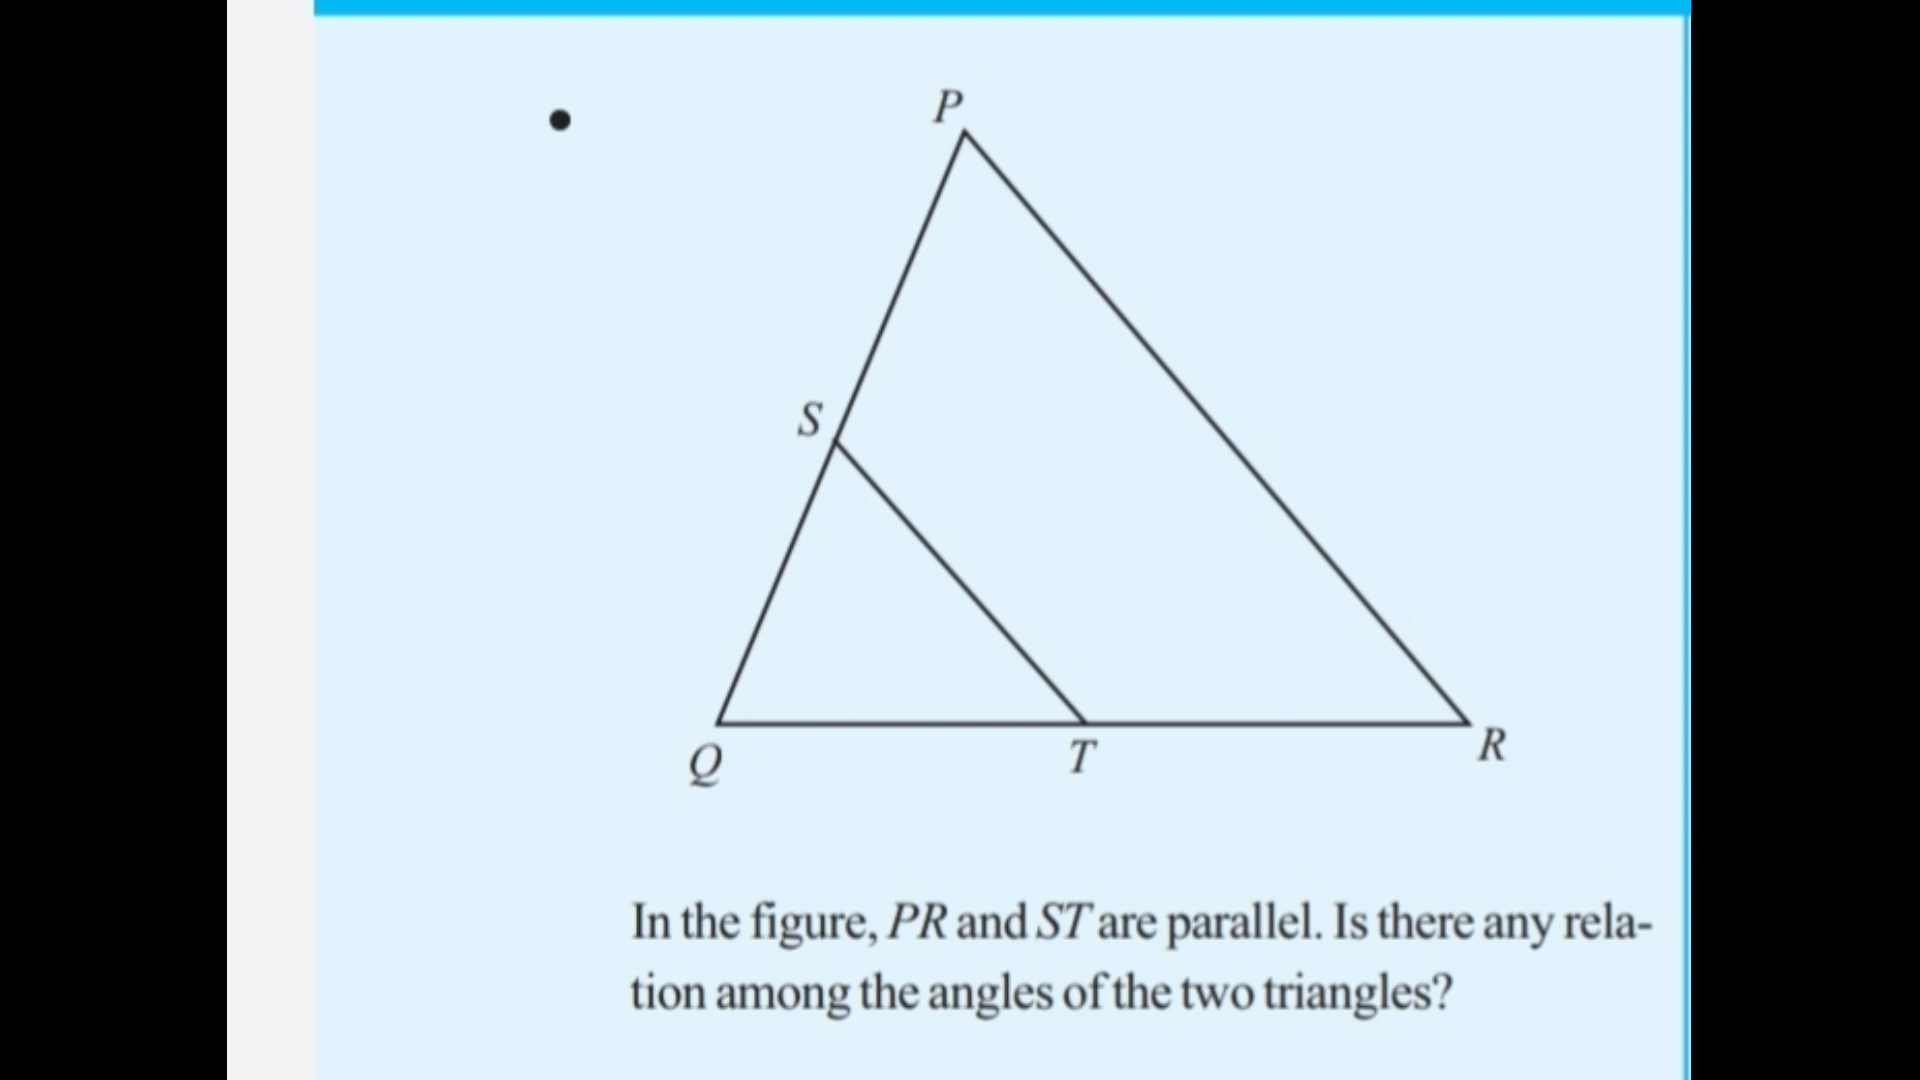 P
S
Q
T
R
In the figure, PR and ST are parallel. Is there any rela-
tion among the angles of the two triangles?